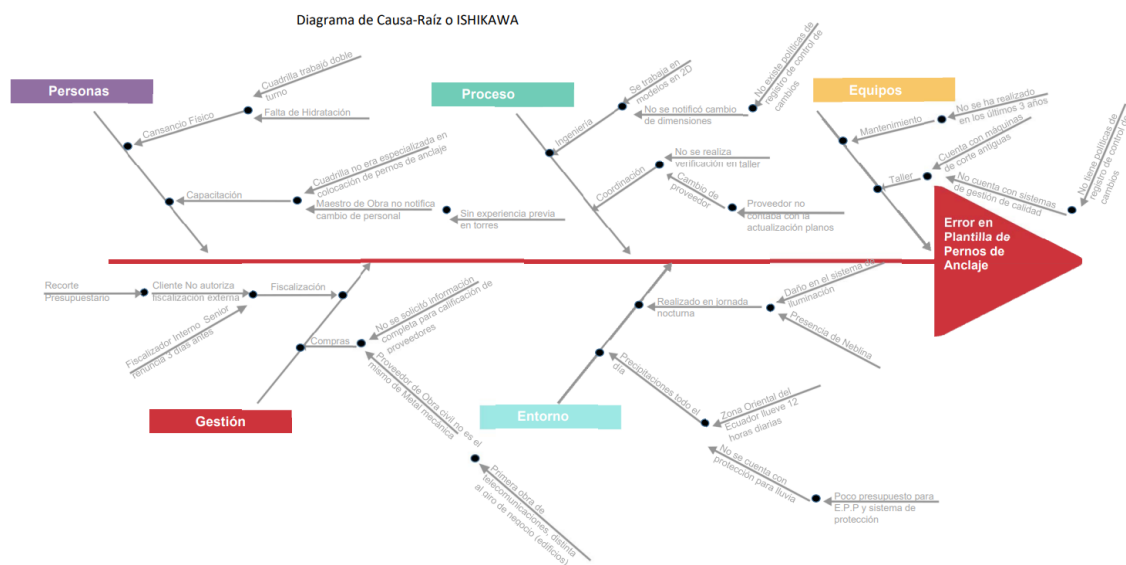 Diagrama de Causa-Raíz o ISHIKAWA
Personas
Cuadrilla trabajó doble
turno
Cansancio Físico
Falta de Hidratación
Capacitación
Cuadrilla no era especializada en
colocación de pernos de anclaje
Maestro de Obra no notifica
cambio de personal
Sin experiencia previa
en torres
Proceso
Se trabaja en
modelos en 2D
Ingeniería
No se notificó cambio
de dimensiones
No existe políticas de
registro de control de
cambios
Coordinación
No se realiza
verificación en taller
Cambio de
proveedor
Proveedor no
contaba con la
actualización planos
Equipos
Mantenimiento
No se ha realizado
en los últimos 3 años
Taller
Cuenta con máquinas
de corte antiguas
No cuenta con sistemas
de gestión de calidad
No tiene políticas de
registro de control de
cambios
Error en
Plantilla de
Pernos de
Anclaje
Recorte
Presupuestario
Cliente No autoriza
fiscalización externa
Fiscalización
Fiscalizador Interno Senior
renuncia 3 días antes
Compras
No se solicitó información
completa para calificación de
proveedores
Proveedor de Obra civil no es el
mismo de Metal mecánica
Primera obra de
telecomunicaciones, distinta
al giro de negocio (edificios)
Gestión
Realizado en jornada
nocturna
Daño en el sistema de
iluminación
Presencia de Neblina
Precipitaciones todo el
día
Zona Oriental del
Ecuador llueve 12
horas diarias
No se cuenta con
protección para lluvia
Poco presupuesto para
E.P.P y sistema de
protección
Entorno